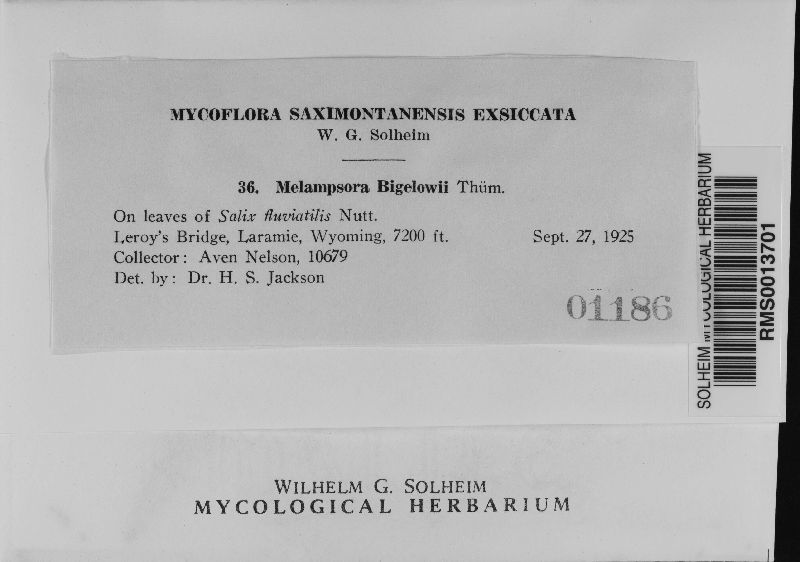 MYCOFLORA SAXIMONTANENSIS EXSICCATA
W. G. Solheim
36. Melampsora Bigelowii Thüm.
On leaves of Salix fluviatilis Nutt.
Leroy's Bridge, Laramie, Wyoming, 7200 ft. Sept. 27, 1925
Collector: Aven Nelson, 10679
Det. by: Dr. H. S. Jackson
01186
SOLHEIM MYCOLOGICAL HERBARIUM
RMS0013701
WILHELM G. SOLHEIM
MYCOLOGICAL HERBARIUM